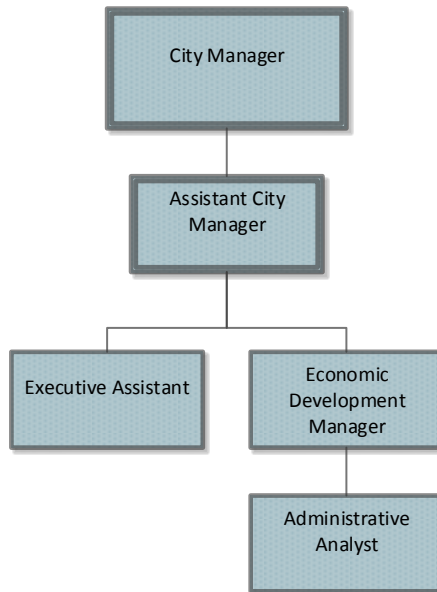 City Manager
Assistant City
Manager
Executive Assistant
Economic
Development
Manager
Administrative
Analyst